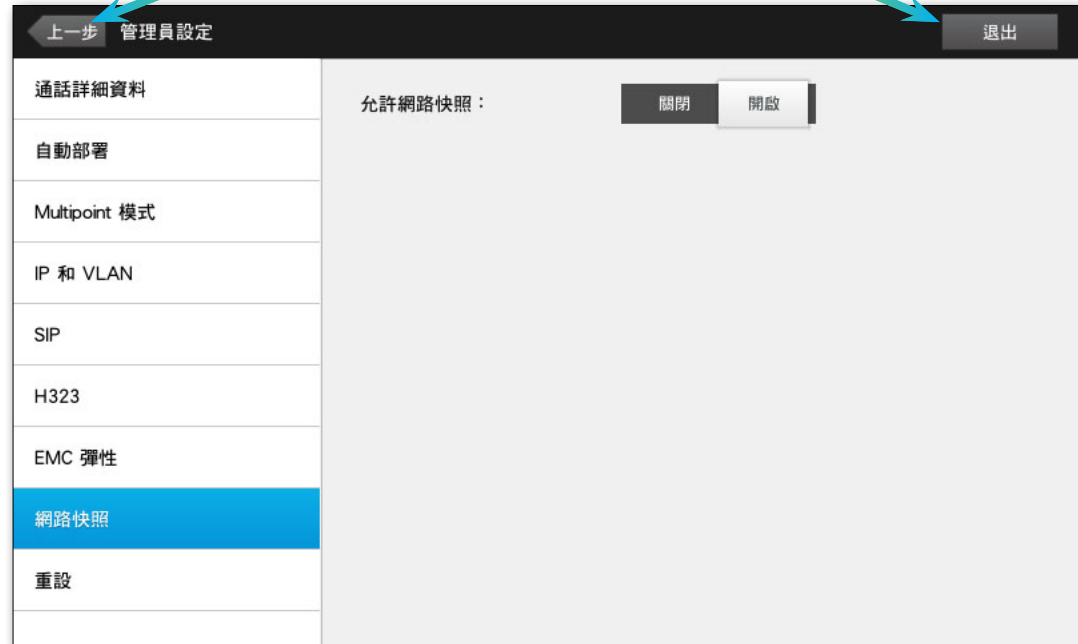 上一步 管理員設定 退出
通話詳細資料
允許網路快照： 關閉 開啟
自動部署
Multipoint 模式
IP 和 VLAN
SIP
H323
EMC 彈性
網路快照
重設